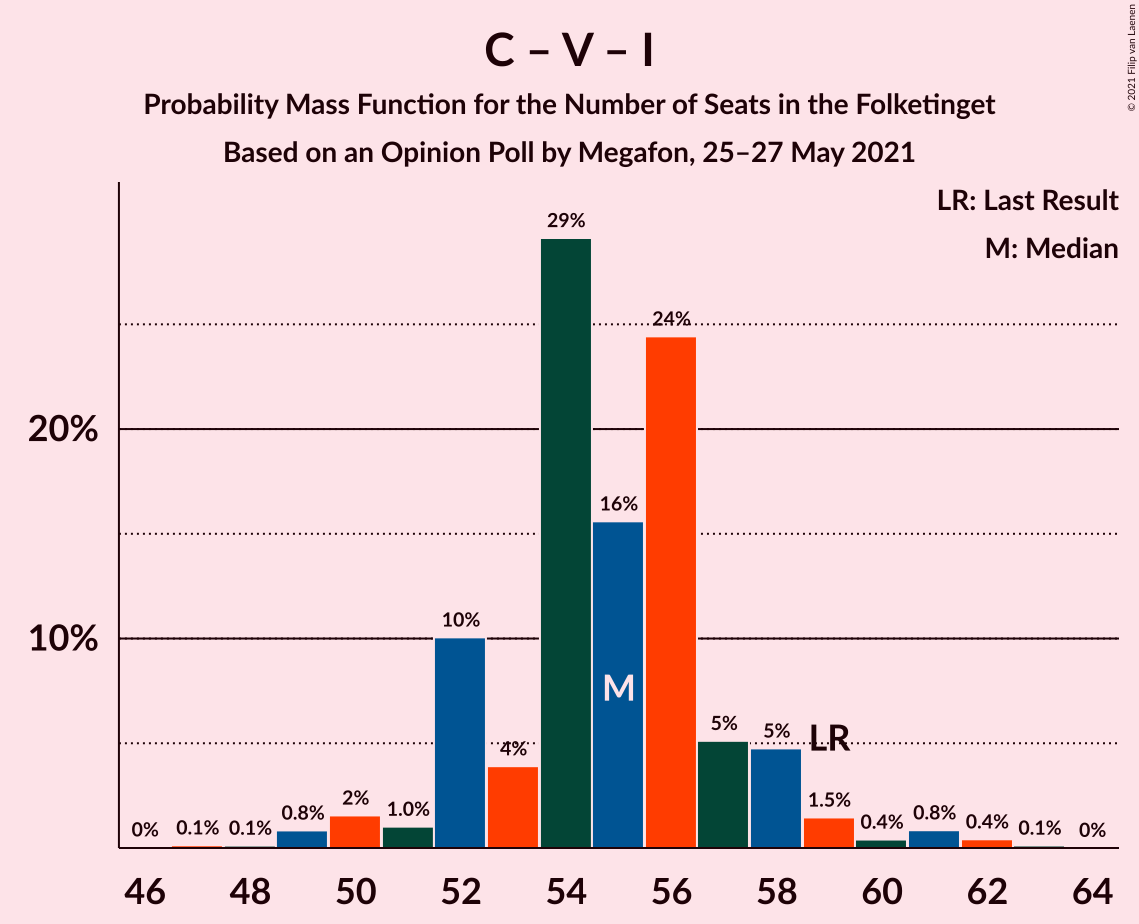 C – V – I
Probability Mass Function for the Number of Seats in the Folketinget
Based on an Opinion Poll by Megafon, 25–27 May 2021
© 2021 Filip van Laenen
LR: Last Result
M: Median
29%
24%
20%
16%
10%
10%
M
5%
5%
LR
4%
0%
0.1%
0.1%
0.8%
2%
1.0%
1.5%
0.4%
0.8%
0.4%
0.1%
0%
46 48 50 52 54 56 58 60 62 64